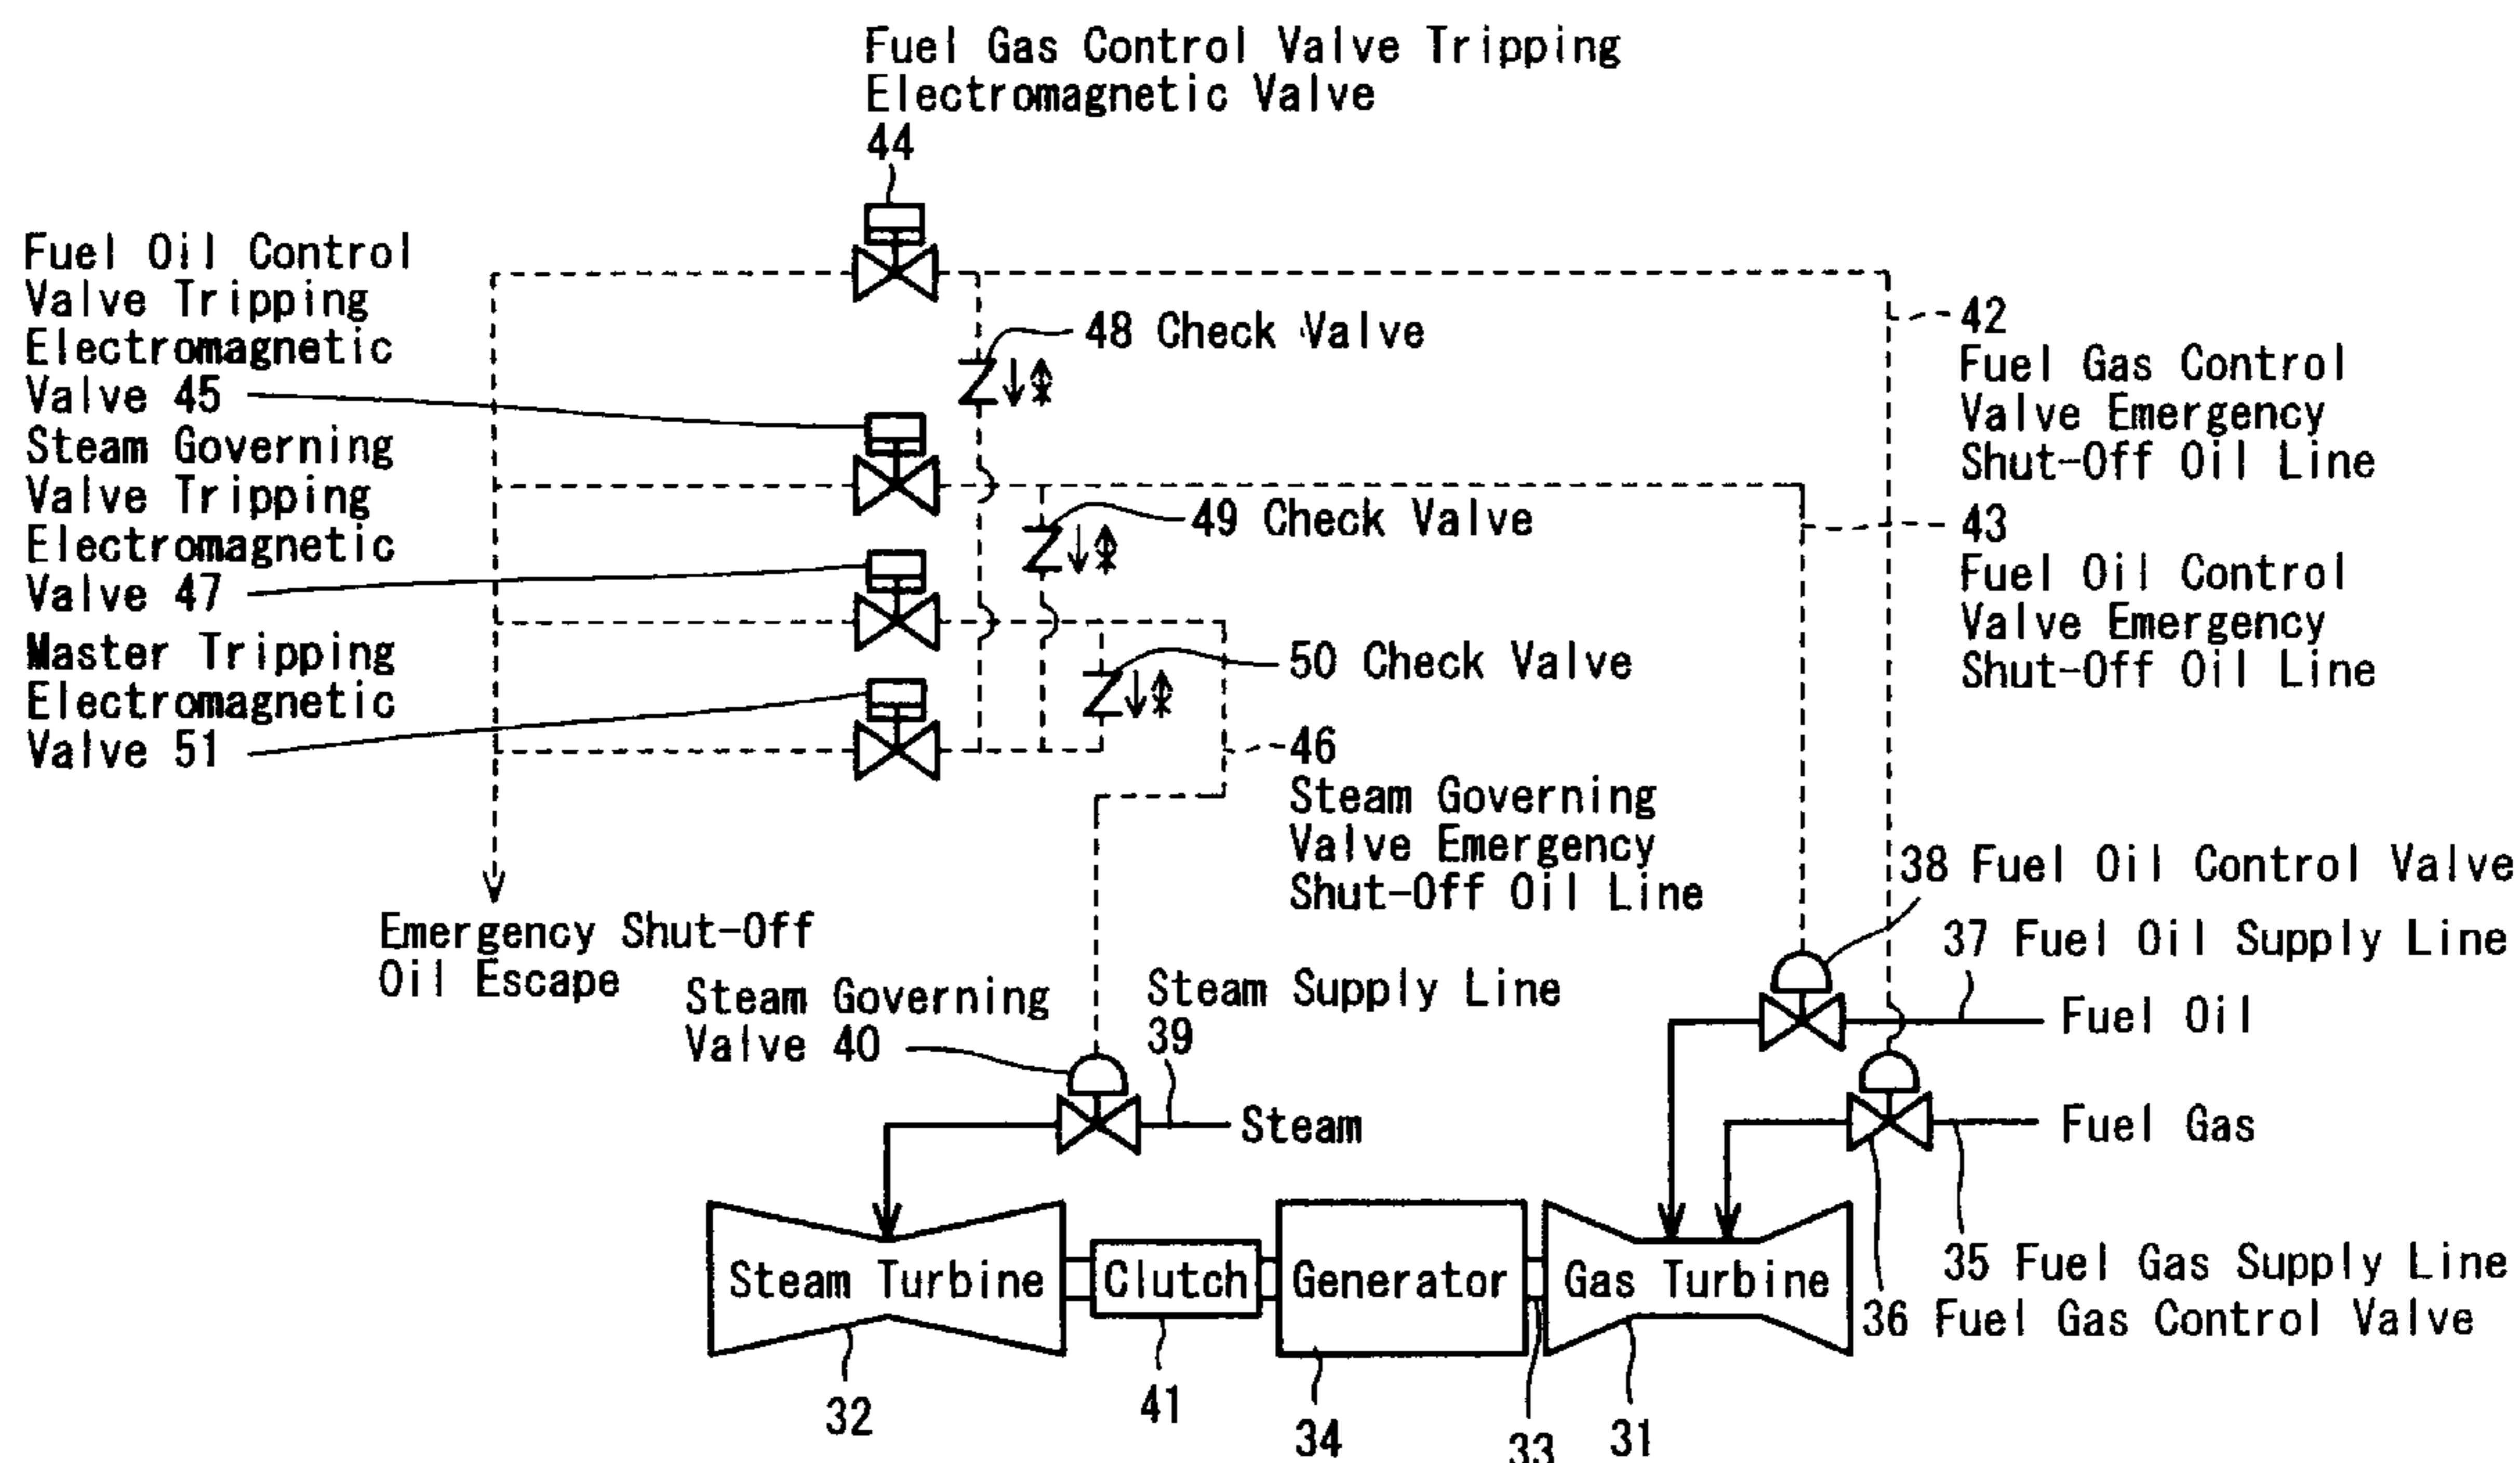 Fuel Gas Control Valve Tripping
Electromagnetic Valve
44
Fuel Oil Control
Valve Tripping
Electromagnetic
Valve 45
Steam Governing
Valve Tripping
Electromagnetic
Valve 47
Master Tripping
Electromagnetic
Valve 51
48 Check Valve
49 Check Valve
50 Check Valve
42
Fuel Gas Control
Valve Emergency
Shut-Off Oil Line
43
Fuel Oil Control
Valve Emergency
Shut-Off Oil Line
46
Steam Governing
Valve Emergency
Shut-Off Oil Line
Emergency Shut-Off
Oil Escape
Steam Governing
Valve 40
Steam Supply Line
39
38 Fuel Oil Control Valve
37 Fuel Oil Supply Line
Fuel Oil
Steam
Fuel Gas
Steam Turbine
Clutch
Generator
Gas Turbine
35 Fuel Gas Supply Line
36 Fuel Gas Control Valve
32
41
34
33
31